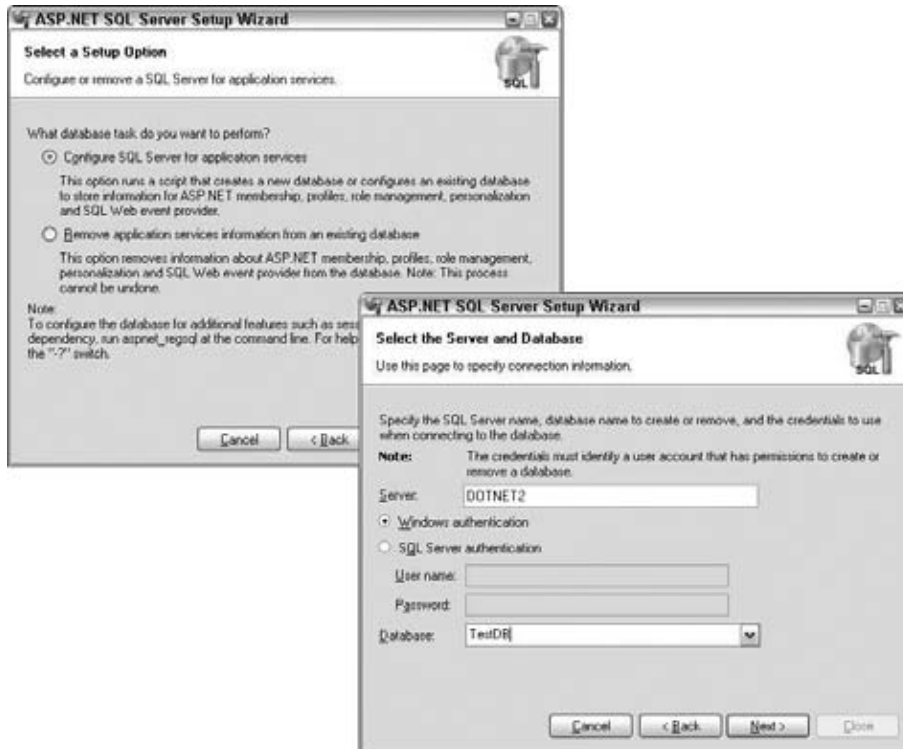 ASP.NET SQL Server Setup Wizard
Select a Setup Option
Configure or remove a SQL Server for application services.
SQL
What database task do you want to perform?
Configure SQL Server for application services
This option runs a script that creates a new database or configures an existing database
to store information for ASP.NET membership, profiles, role management, personalization
and SQL Web event provider.
Remove application services information from an existing database
This option removes information about ASP.NET membership, profiles, role management,
personalization and SQL Web event provider from the database. Note: This process
cannot be undone.
Note:
To configure the database for additional features such as
dependency, run aspnet_regsql at the command line. For help
the "-?" switch.
Cancel
< Back
ASP.NET SQL Server Setup Wizard
Select the Server and Database
Use this page to specify connection information.
SQL
Specify the SQL Server name, database name to create or remove, and the credentials to use
when connecting to the database.
Note: The credentials must identify a user account that has permissions to create or
remove a database.
Server: DOTNET2
Windows authentication
SQL Server authentication
User name:
Password:
Database: TestDB
Cancel
< Back
Next >
Close